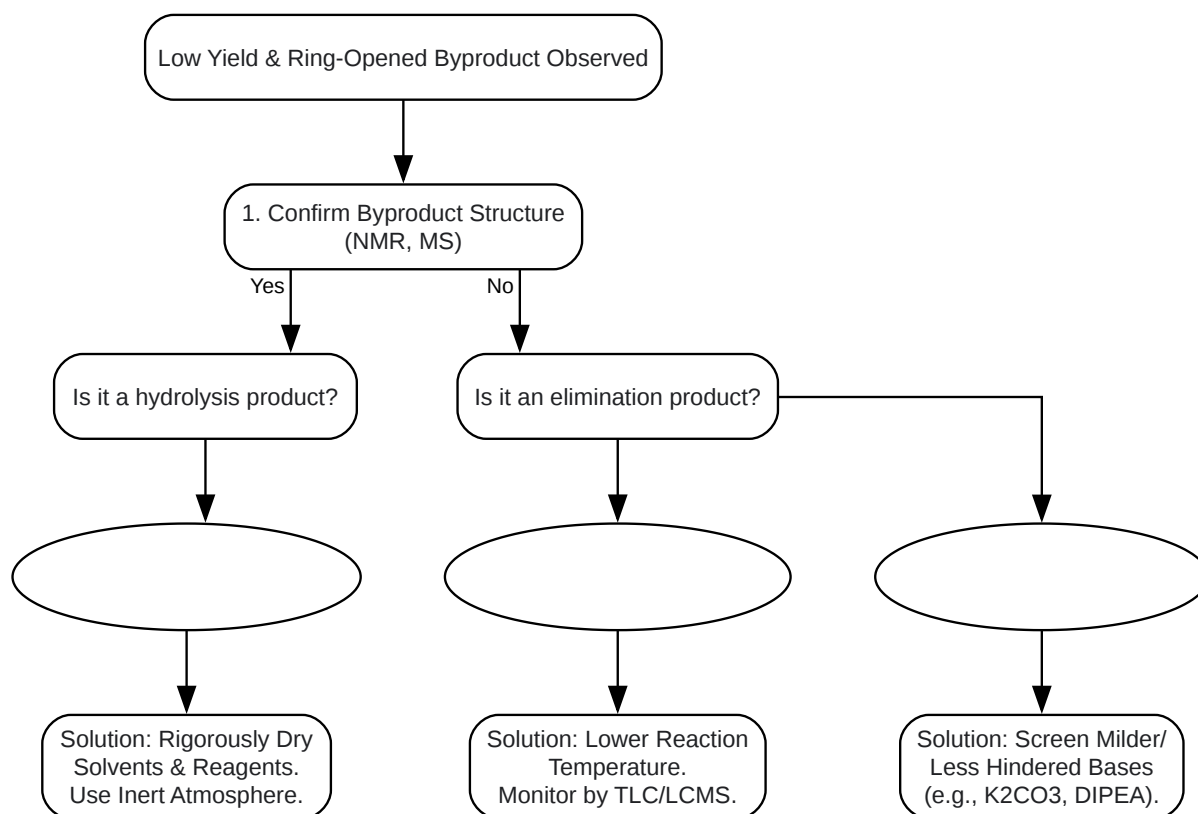 Low Yield & Ring-Opened Byproduct Observed
1. Confirm Byproduct Structure
(NMR, MS)
Yes
No
Is it a hydrolysis product?
Is it an elimination product?
Solution: Rigorously Dry
Solvents & Reagents.
Use Inert Atmosphere.
Solution: Lower Reaction
Temperature.
Monitor by TLC/LCMS.
Solution: Screen Milder/
Less Hindered Bases
(e.g., K2CO3, DIPEA).